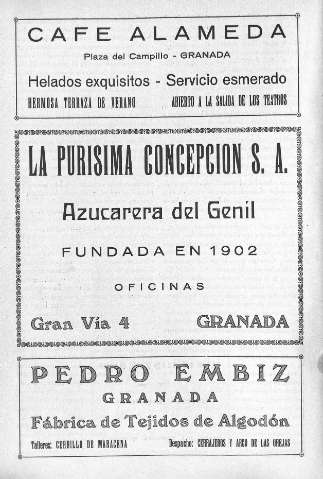 CAFE ALAMEDA
Plaza del Campillo - GRANADA
Helados exquisitos - Servicio esmerado
HERMOSA TERRAZA DE VERANO ABIERTO A LA SALIDA DE LOS TEATROS
LA PURISIMA CONCEPCION S. A.
Azucarera del Genil
FUNDADA EN 1902
OFICINAS
Gran Vía 4 GRANADA
PEDRO EMBIZ
GRANADA
Fábrica de Tejidos de Algodón
Talleres: CERRILLO DE MARACENA Despacho: CERRAJEROS Y ARCO DE LAS OREJAS